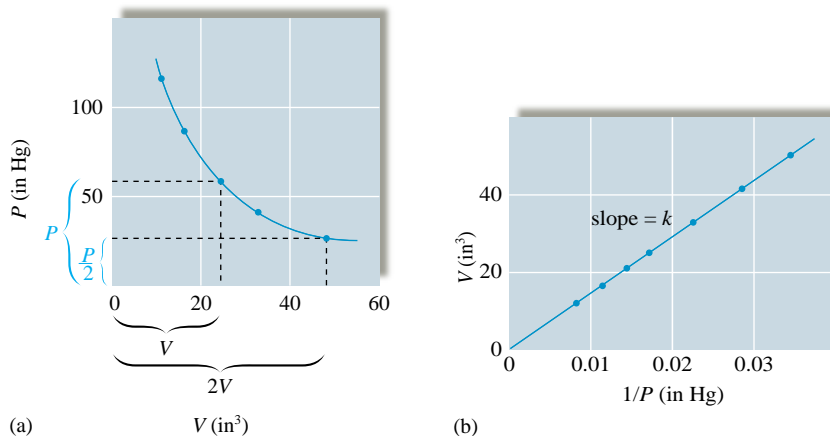 100
50
P (in Hg)
P
P
2
0 20 40 60
V
2V
(a) V (in³)
40
20
0
V (in³)
slope = k
0 0.01 0.02 0.03
1/P (in Hg)
(b)